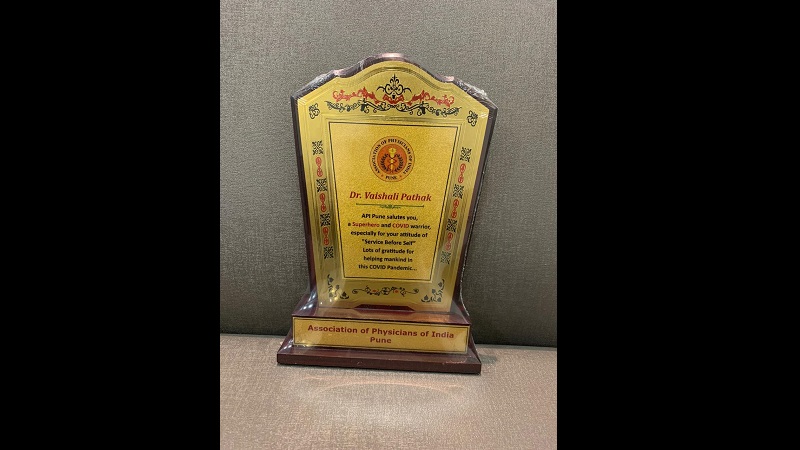 ASSOCIATION OF PHYSICIANS OF INDIA
PUNE
Dr. Vaishali Pathak
API Pune salutes you,
a Superhero and COVID warrior,
especially for your attitude of
"Service Before Self"
Lots of gratitude for
helping mankind in
this COVID Pandemic...
Association of Physicians of India
Pune